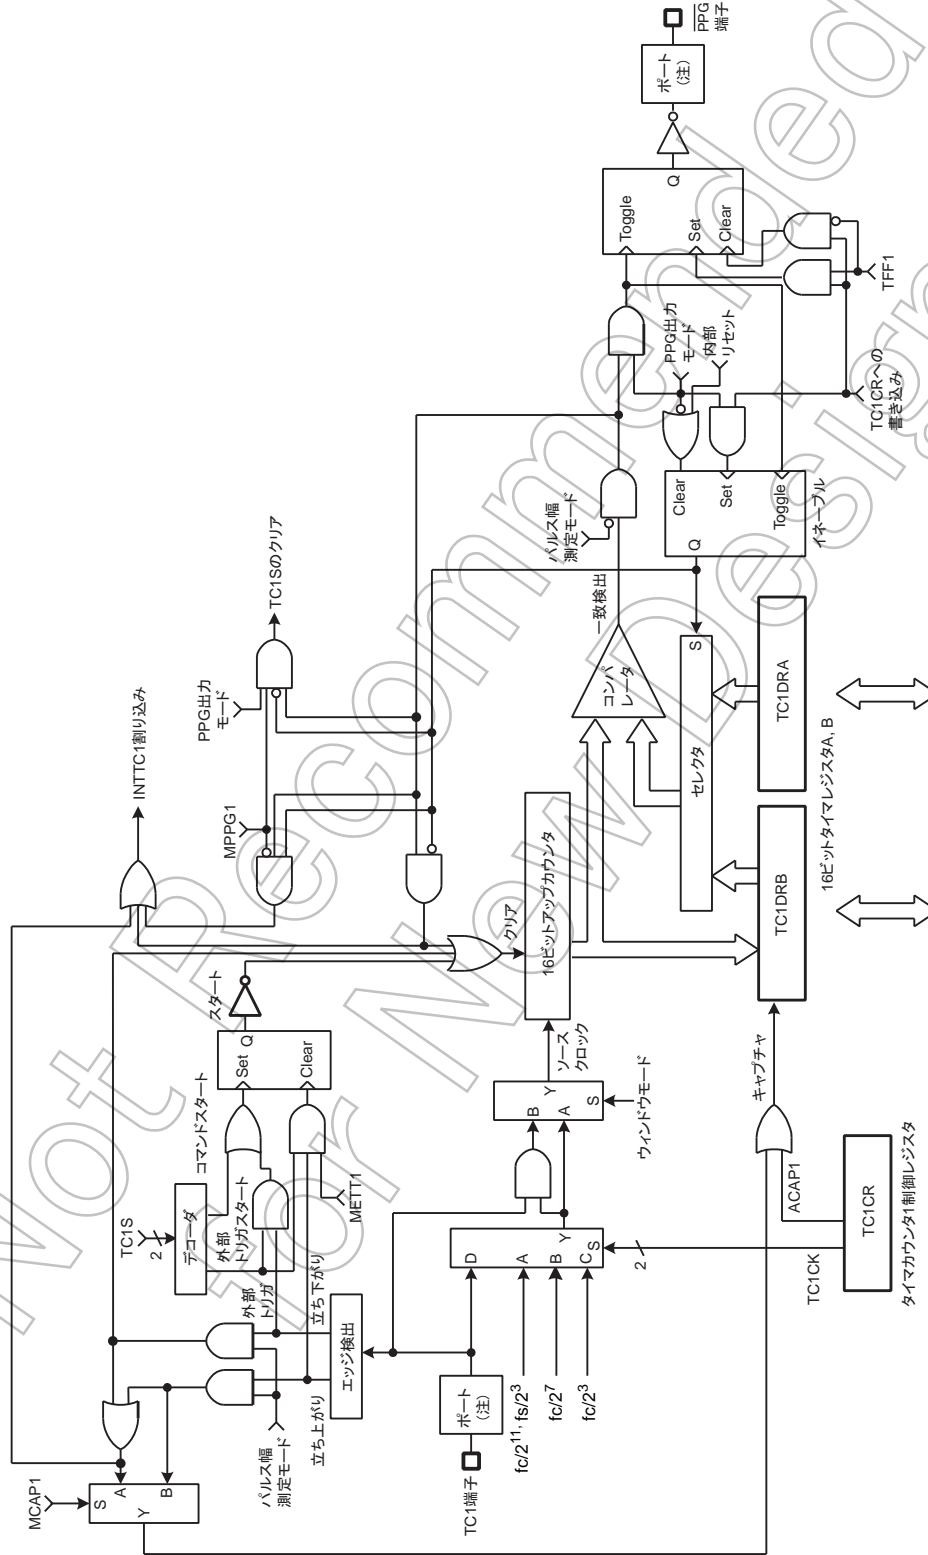 MCAP1
S
A
B
Y
パルス幅
測定モード
立ち上がり
立ち下がり
エッジ検出
外部
トリガ
TC1S
2
デコーダ
外部
トリガスタート
コマンドスタート
METT1
Set
Clear
Q
スタート
INTTC1割り込み
MPPG1
PPG出力
モード
TC1Sのクリア
TC1端子
ポート
(注)
fc/2¹¹, fs/2³
fc/2⁷
fc/2³
D
A
B
C
S
Y
2
B
A
S
Y
ウィンドウモード
ソース
クロック
クリア
16ビットアップカウンタ
コンパ
レータ
一致検出
パルス幅
測定モード
セレクタ
S
Q
Clear
Set
Toggle
イネーブル
PPG出力
モード
内部
リセット
TC1CRへの
書き込み
TFF1
Toggle
Set
Clear
Q
ポート
(注)
PPG
端子
TC1CK
ACAP1
キャプチャ
TC1CR
タイマカウンタ1制御レジスタ
TC1DRB
TC1DRA
16ビットタイマレジスタA, B
Not Recommended
for New Design